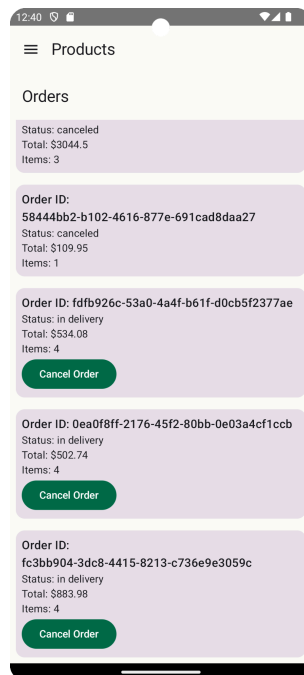 12:40
Products
Orders
Status: canceled
Total: $3044.5
Items: 3
Order ID:
58444bb2-b102-4616-877e-691cad8daa27
Status: canceled
Total: $109.95
Items: 1
Order ID: fdfb926c-53a0-4a4f-b61f-d0cb5f2377ae
Status: in delivery
Total: $534.08
Items: 4
Cancel Order
Order ID: 0ea0f8ff-2176-45f2-80bb-0e03a4cf1ccb
Status: in delivery
Total: $502.74
Items: 4
Cancel Order
Order ID:
fc3bb904-3dc8-4415-8213-c736e9e3059c
Status: in delivery
Total: $883.98
Items: 4
Cancel Order